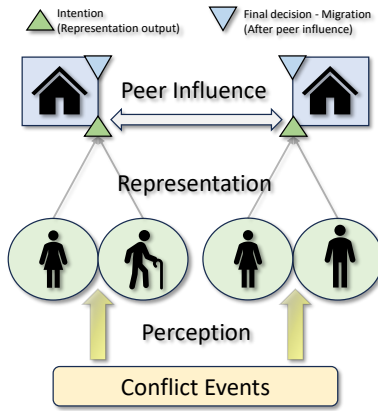 Intention
(Representation output)
Final decision - Migration
(After peer influence)
Peer Influence
Representation
Perception
Conflict Events